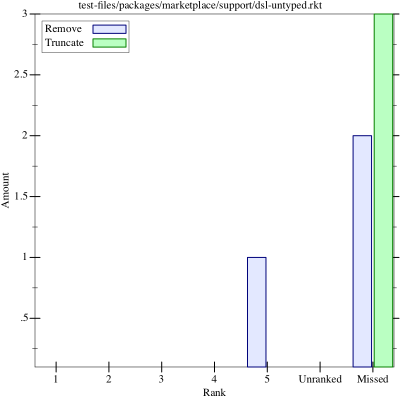 test-files/packages/marketplace/support/dsl-untyped.rkt
Remove
Truncate
3
2.5
2
1.5
1
.5
Amount
1 2 3 4 5 Unranked Missed
Rank